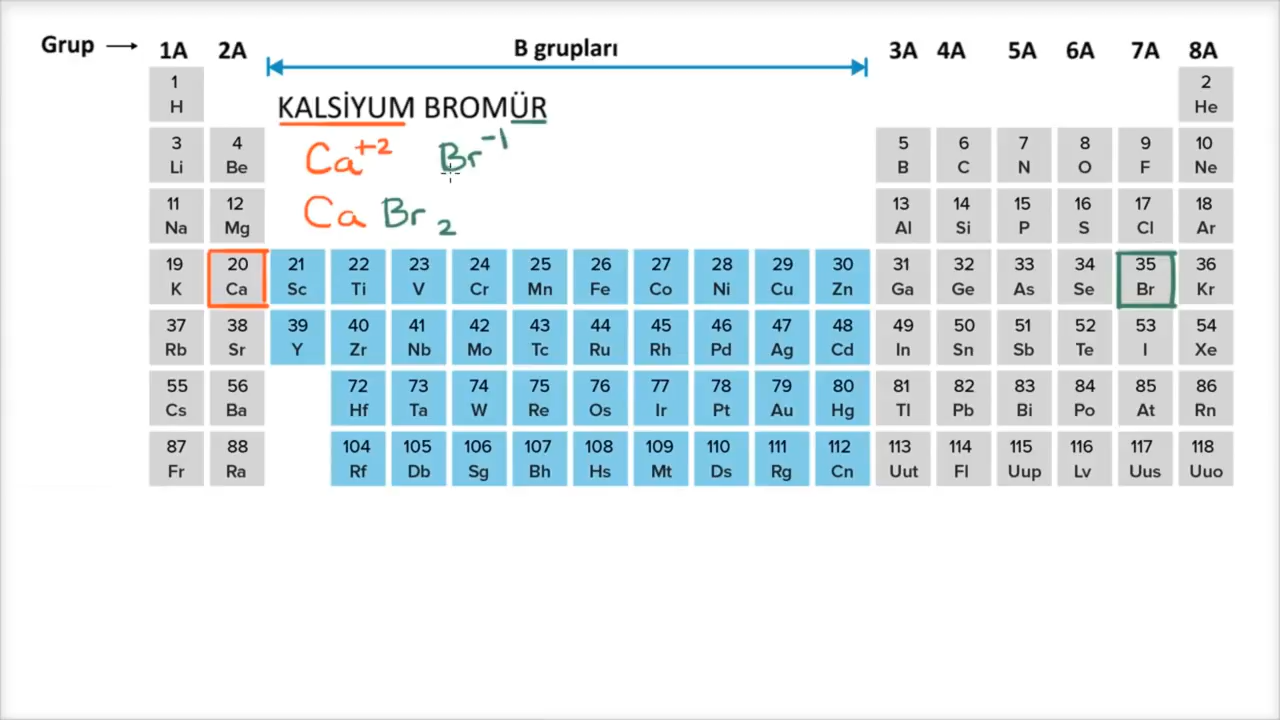 Grup → 1A 2A B grupları 3A 4A 5A 6A 7A 8A
1 2
H He
KALSİYUM BROMÜR
3 4 5 6 7 8 9 10
Li Be B C N O F Ne
Ca+2 Br-1
11 12 13 14 15 16 17 18
Na Mg Al Si P S Cl Ar
Ca Br2
19 20 21 22 23 24 25 26 27 28 29 30 31 32 33 34 35 36
K Ca Sc Ti V Cr Mn Fe Co Ni Cu Zn Ga Ge As Se Br Kr
37 38 39 40 41 42 43 44 45 46 47 48 49 50 51 52 53 54
Rb Sr Y Zr Nb Mo Tc Ru Rh Pd Ag Cd In Sn Sb Te I Xe
55 56 72 73 74 75 76 77 78 79 80 81 82 83 84 85 86
Cs Ba Hf Ta W Re Os Ir Pt Au Hg Tl Pb Bi Po At Rn
87 88 104 105 106 107 108 109 110 111 112 113 114 115 116 117 118
Fr Ra Rf Db Sg Bh Hs Mt Ds Rg Cn Uut Fl Uup Lv Uus Uuo